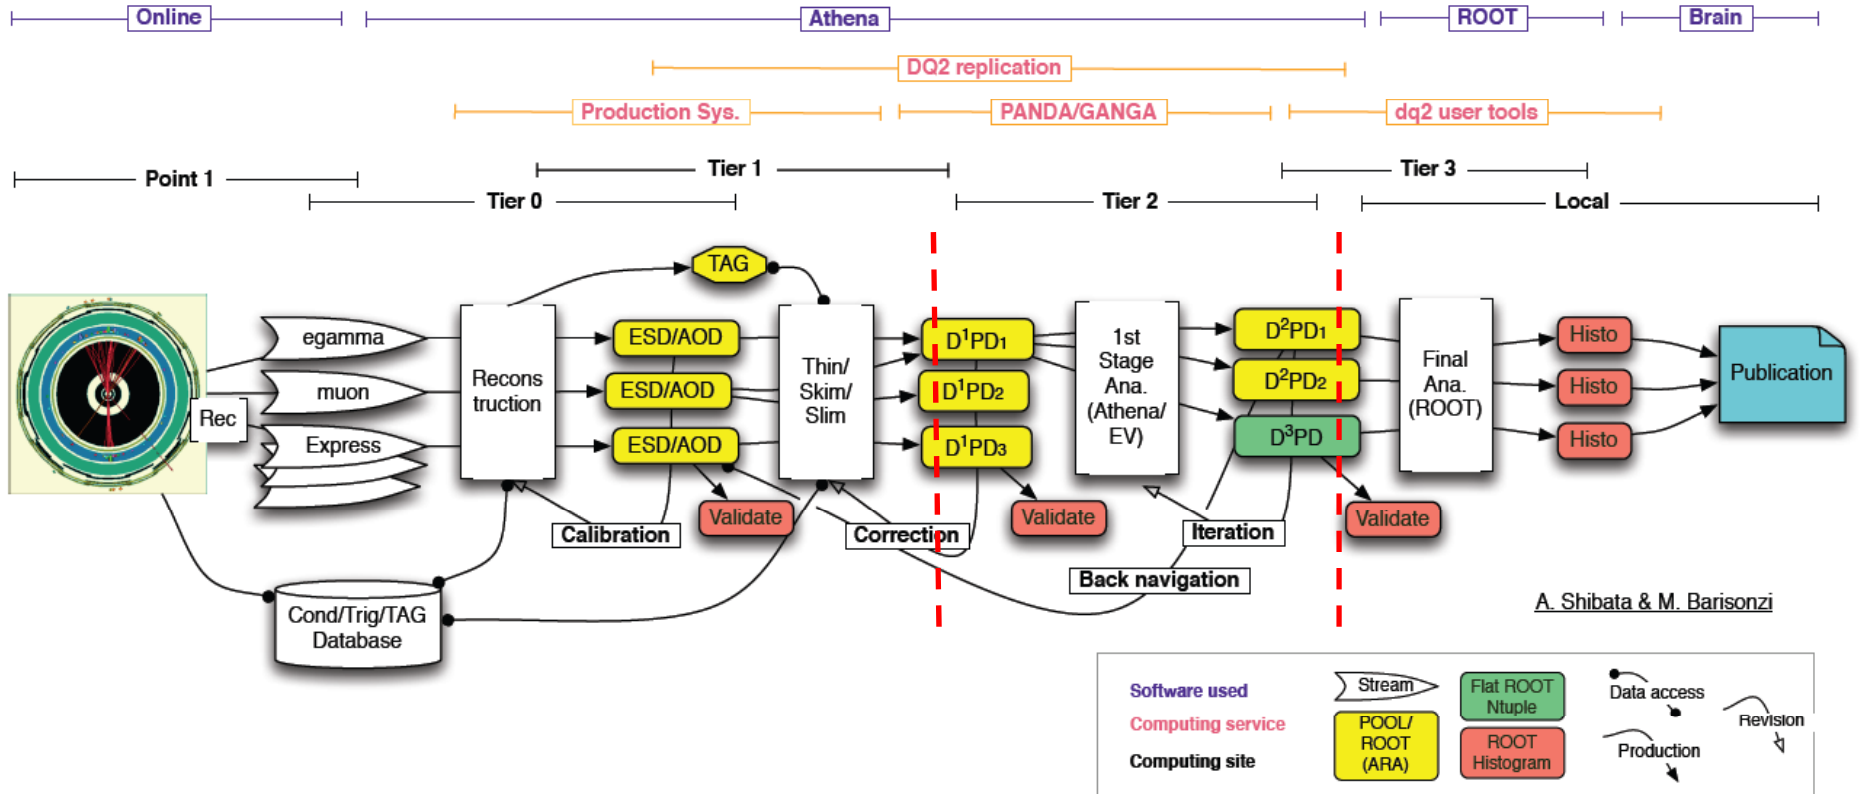 Online
Athena
ROOT
Brain
DQ2 replication
Production Sys.
PANDA/GANGA
dq2 user tools
Point 1
Tier 1
Tier 3
Tier 0
Tier 2
Local
TAG
egamma
muon
Express
Rec
Recons
truction
ESD/AOD
ESD/AOD
ESD/AOD
Thin/
Skim/
Slim
D¹PD1
D¹PD2
D¹PD3
1st
Stage
Ana.
(Athena/
EV)
D²PD1
D²PD2
D³PD
Final
Ana.
(ROOT)
Histo
Histo
Histo
Publication
Validate
Validate
Validate
Calibration
Correction
Iteration
Back navigation
Cond/Trig/TAG
Database
A. Shibata & M. Barisonzi
Software used
Computing service
Computing site
Stream
POOL/
ROOT
(ARA)
Flat ROOT
Ntuple
ROOT
Histogram
Data access
Production
Revision